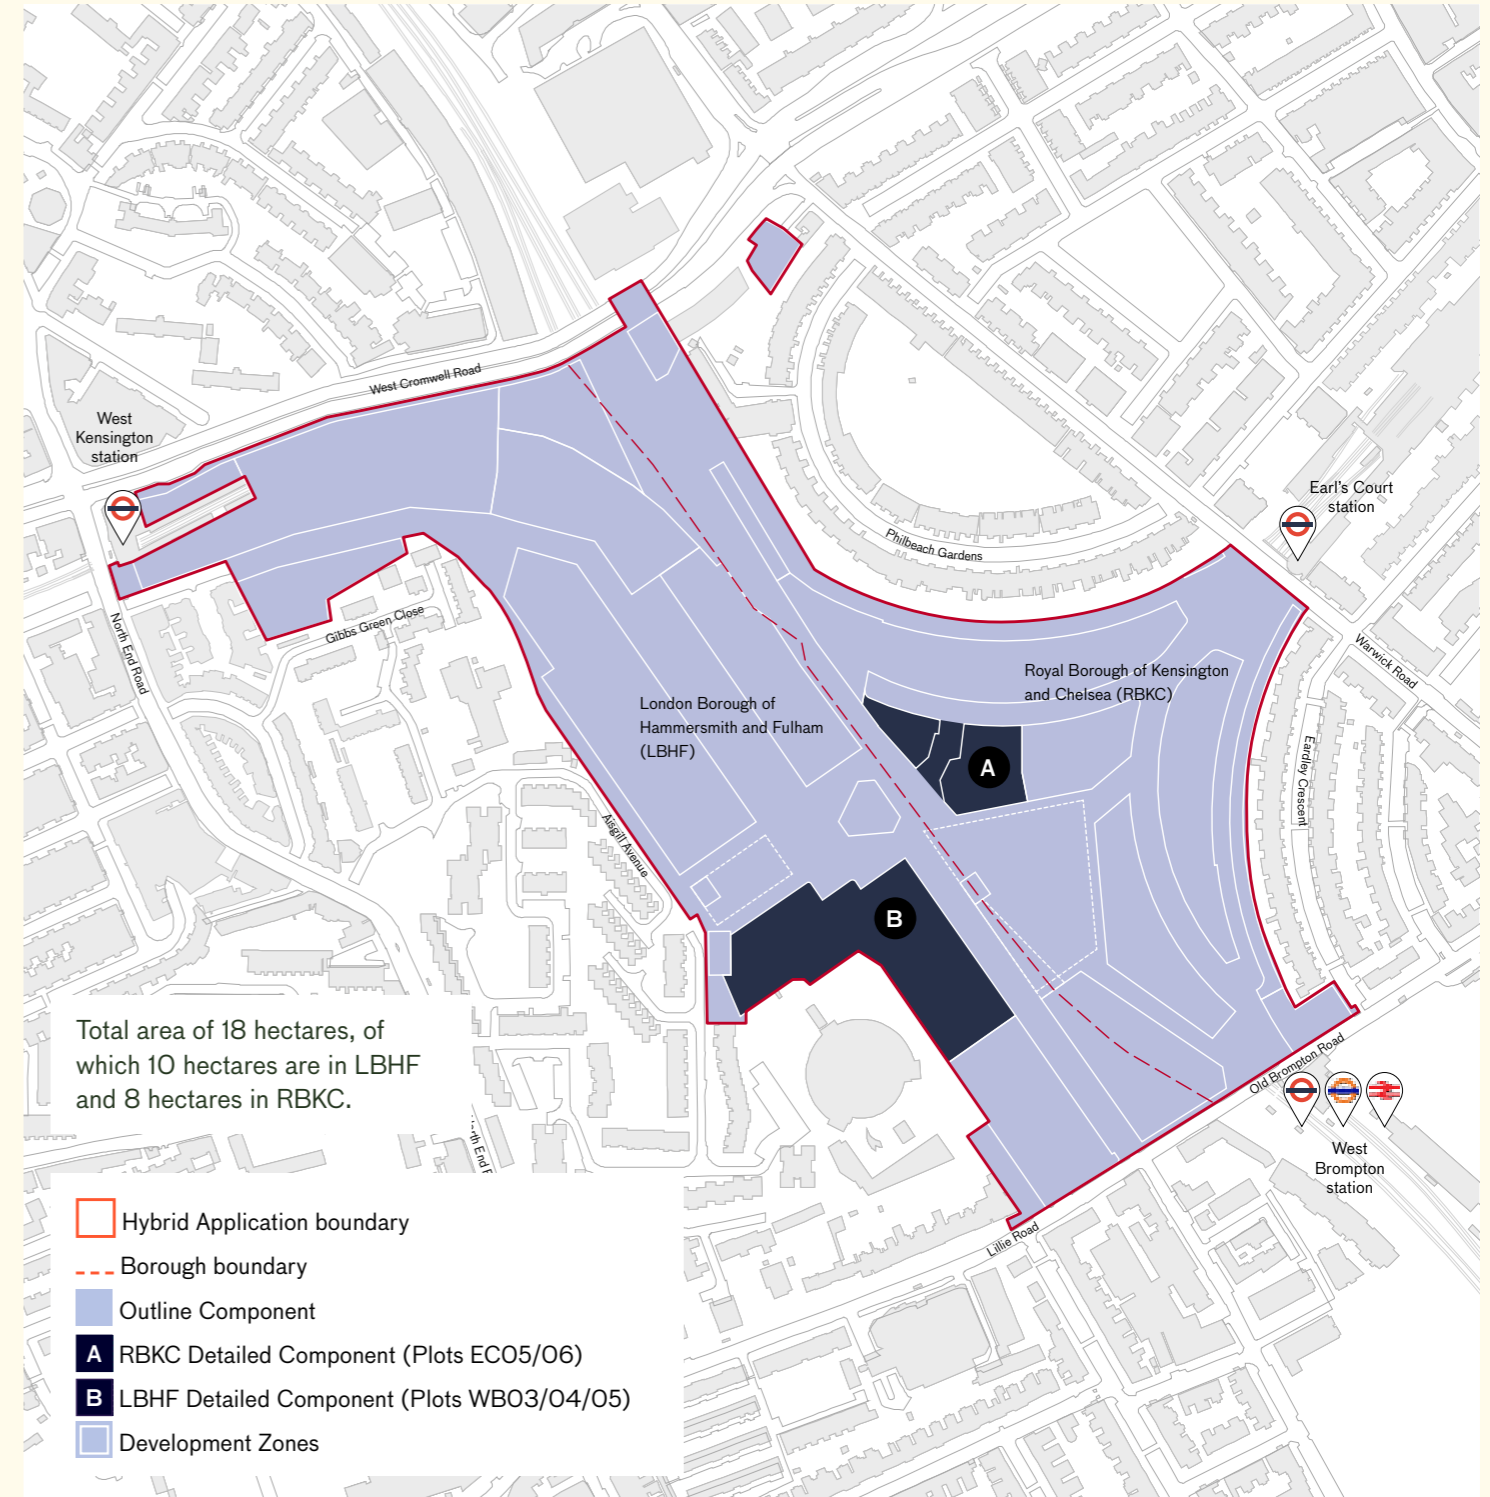 West Cromwell Road
West
Kensington
station
Earl's Court
station
Philbeach Gardens
North End Road
Gibbs Green Close
Warwick Road
Royal Borough of Kensington
and Chelsea (RBKC)
London Borough of
Hammersmith and Fulham
(LBHF)
A
Eardley Crescent
Aisgill Avenue
B
Total area of 18 hectares, of
which 10 hectares are in LBHF
and 8 hectares in RBKC.
Old Brompton Road
West
Brompton
station
Lillie Road
Hybrid Application boundary
Borough boundary
Outline Component
A RBKC Detailed Component (Plots EC05/06)
B LBHF Detailed Component (Plots WB03/04/05)
Development Zones